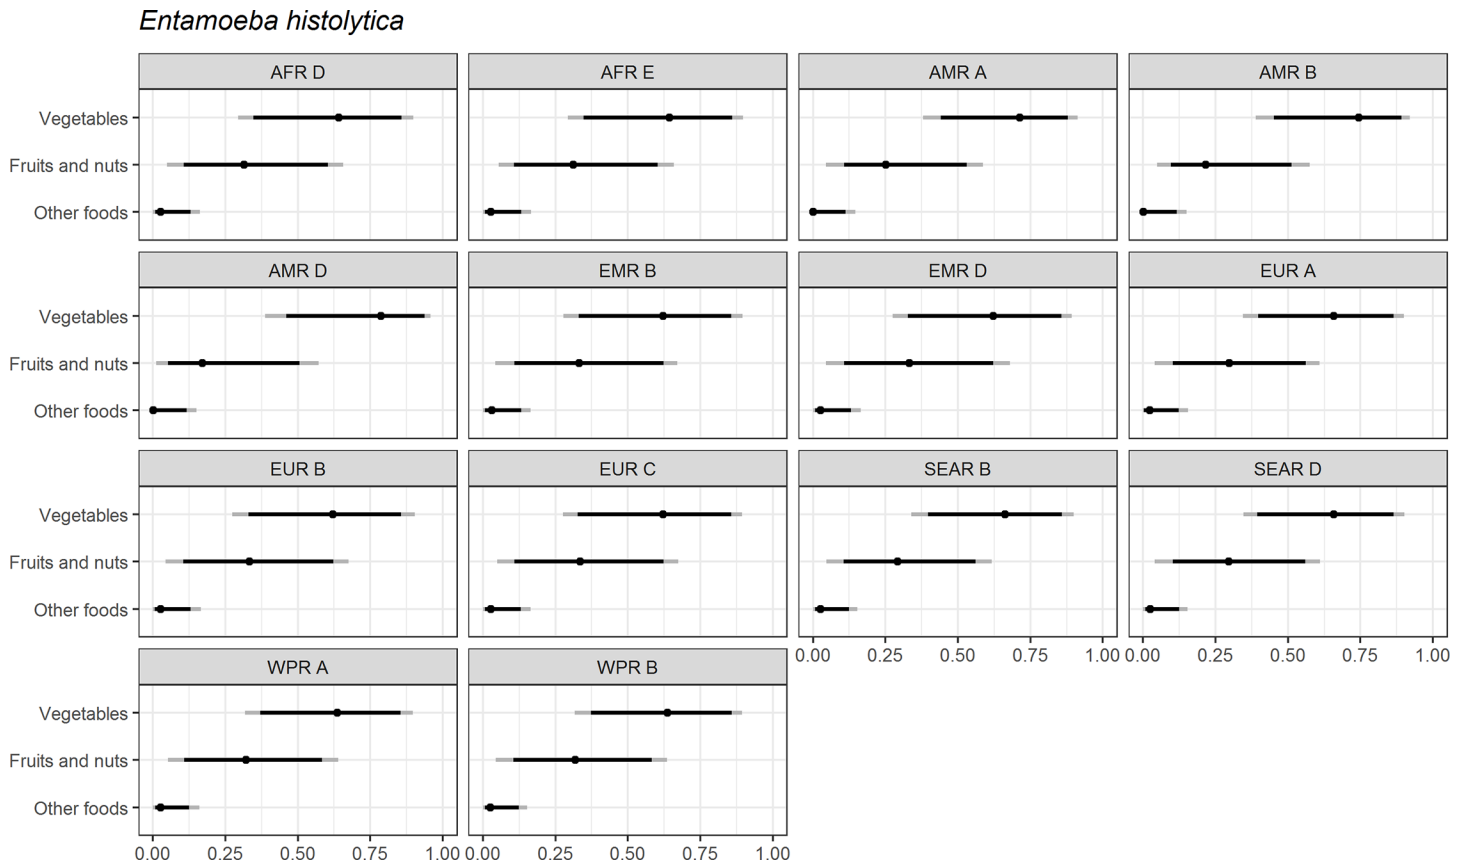 Entamoeba histolytica
AFR D
AFR E
AMR A
AMR B
Vegetables
Fruits and nuts
Other foods
AMR D
EMR B
EMR D
EUR A
Vegetables
Fruits and nuts
Other foods
EUR B
EUR C
SEAR B
SEAR D
Vegetables
Fruits and nuts
Other foods
0.00 0.25 0.50 0.75 1.00 0.00 0.25 0.50 0.75 1.00
WPR A
WPR B
Vegetables
Fruits and nuts
Other foods
0.00 0.25 0.50 0.75 1.00 0.00 0.25 0.50 0.75 1.00